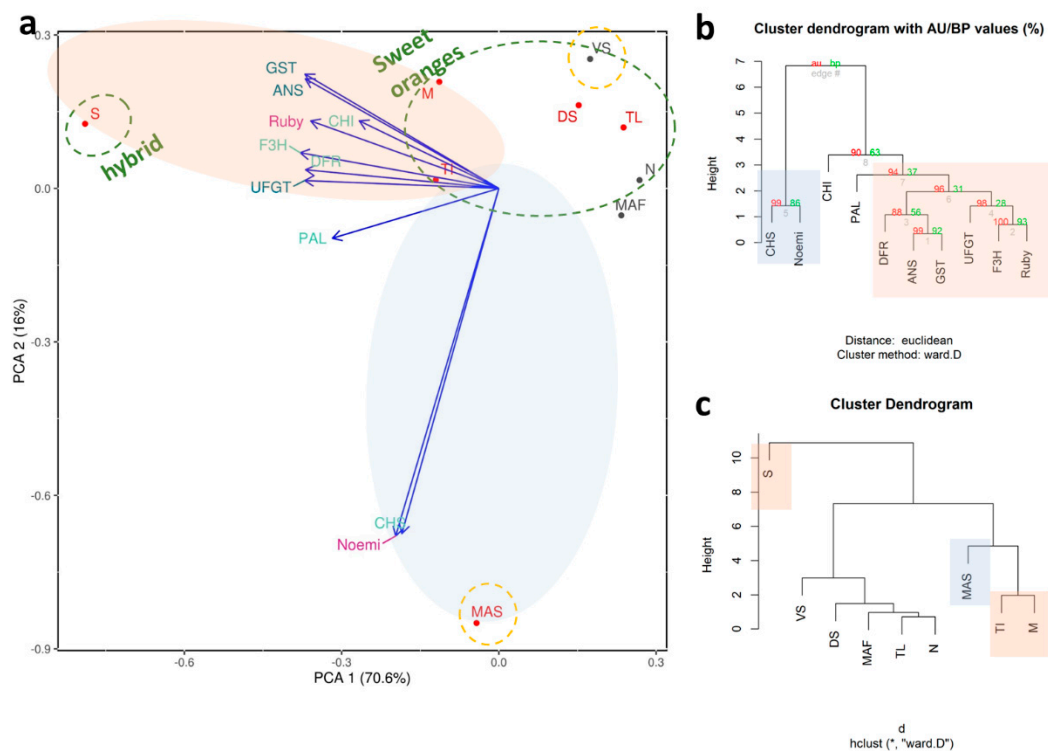 a
0.3
0.0
-0.3
-0.6
-0.9
PCA 2 (16%)
-0.6
-0.3
0.0
0.3
PCA 1 (70.6%)
Sweet
oranges
hybrid
S
GST
ANS
Ruby
CHI
F3H
DFR
UFGT
PAL
M
TI
VS
DS
TL
N
MAF
CHS
Noemi
MAS
b
Cluster dendrogram with AU/BP values (%)
Height
7
6
5
4
3
2
1
0
au bp
edge #
90 63
8
94 37
7
96 31
6
99 86
5
98 28
4
88 56
3
100 93
2
99 92
1
CHS
Noemi
CHI
PAL
DFR
ANS
GST
UFGT
F3H
Ruby
Distance: euclidean
Cluster method: ward.D
c
Cluster Dendrogram
Height
10
8
6
4
2
0
S
VS
DS
MAF
TL
N
MAS
TI
M
d
hclust (*, "ward.D")